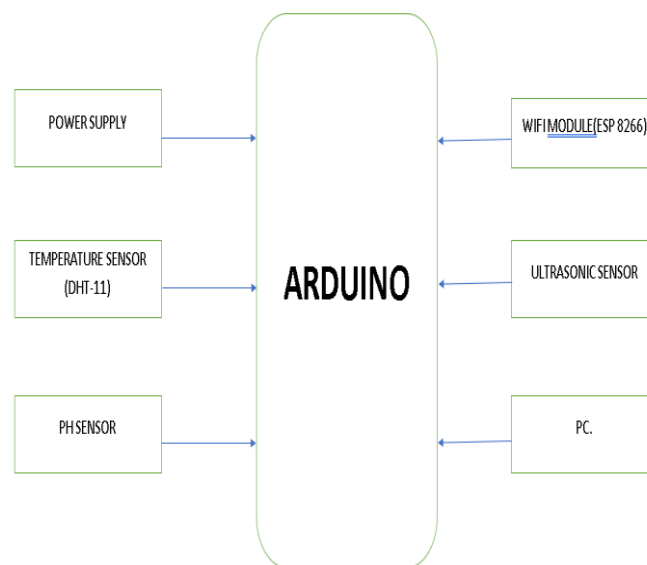 POWER SUPPLY
TEMPERATURE SENSOR
(DHT-11)
PH SENSOR
ARDUINO
WIFI MODULE(ESP 8266)
ULTRASONIC SENSOR
PC.